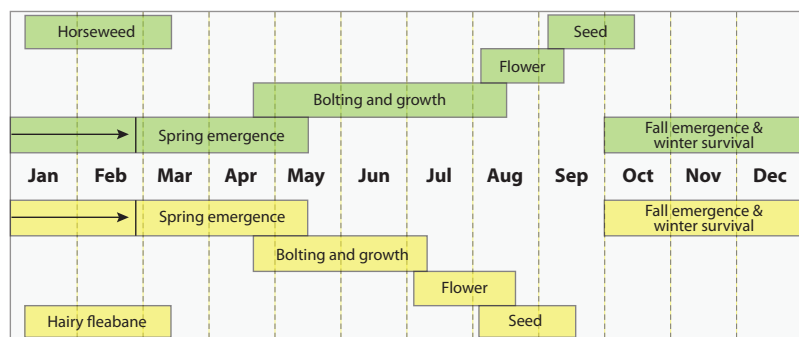 Horseweed
Seed
Flower
Bolting and growth
Spring emergence
Fall emergence &
winter survival
Jan Feb Mar Apr May Jun Jul Aug Sep Oct Nov Dec
Spring emergence
Fall emergence &
winter survival
Bolting and growth
Flower
Hairy fleabane
Seed